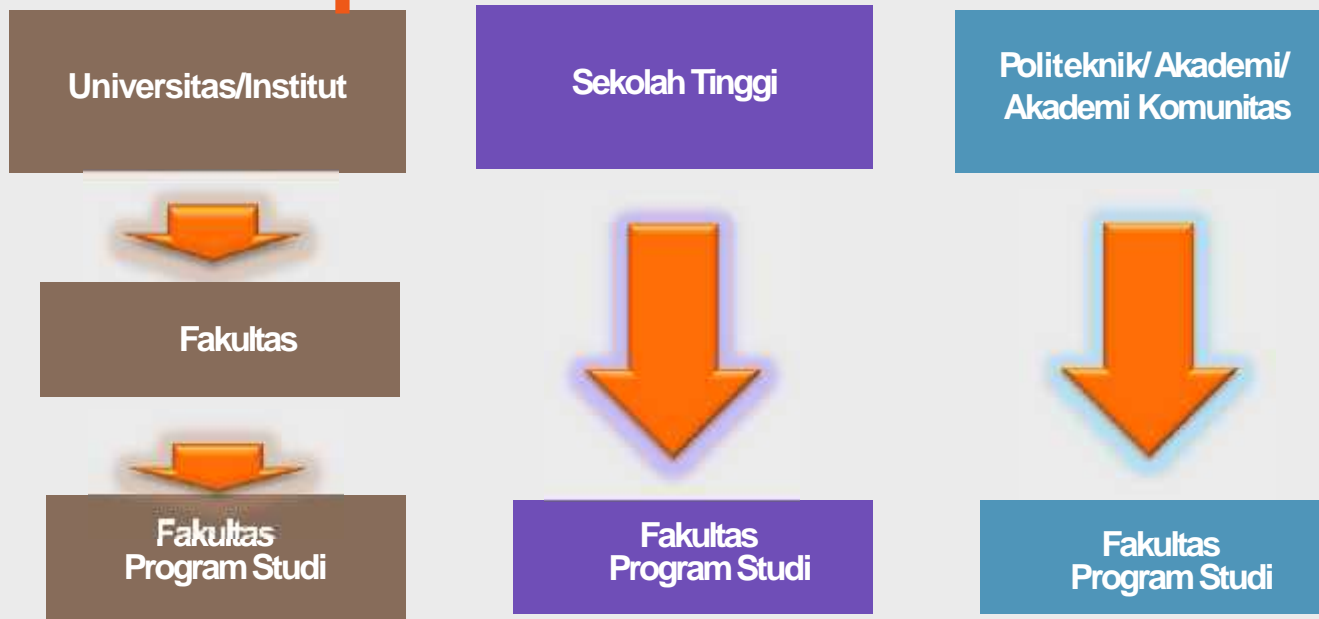 Universitas/Institut
Fakultas
Fakultas
Program Studi
Sekolah Tinggi
Fakultas
Program Studi
Politeknik/ Akademi/
Akademi Komunitas
Fakultas
Program Studi